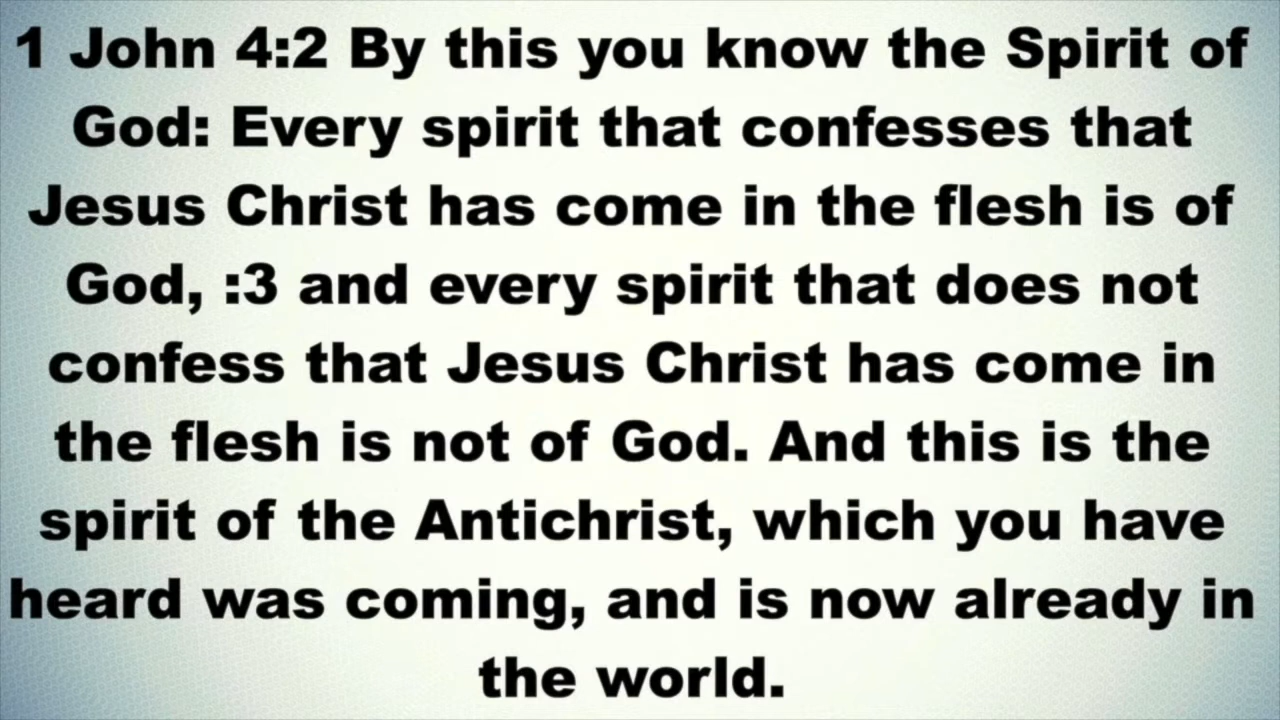 1 John 4:2 By this you know the Spirit of
God: Every spirit that confesses that
Jesus Christ has come in the flesh is of
God, :3 and every spirit that does not
confess that Jesus Christ has come in
the flesh is not of God. And this is the
spirit of the Antichrist, which you have
heard was coming, and is now already in
the world.